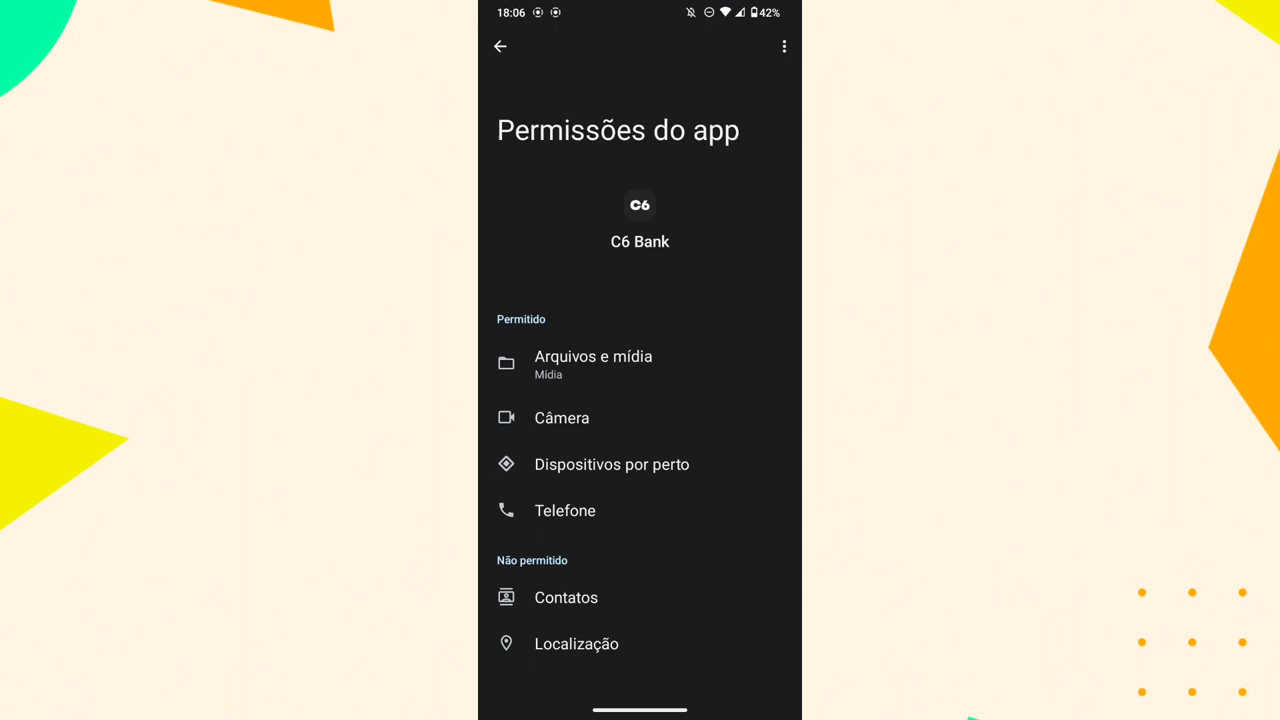 18:06
42%
Permissões do app
C6
C6 Bank
Permitido
Arquivos e mídia
Mídia
Câmera
Dispositivos por perto
Telefone
Não permitido
Contatos
Localização